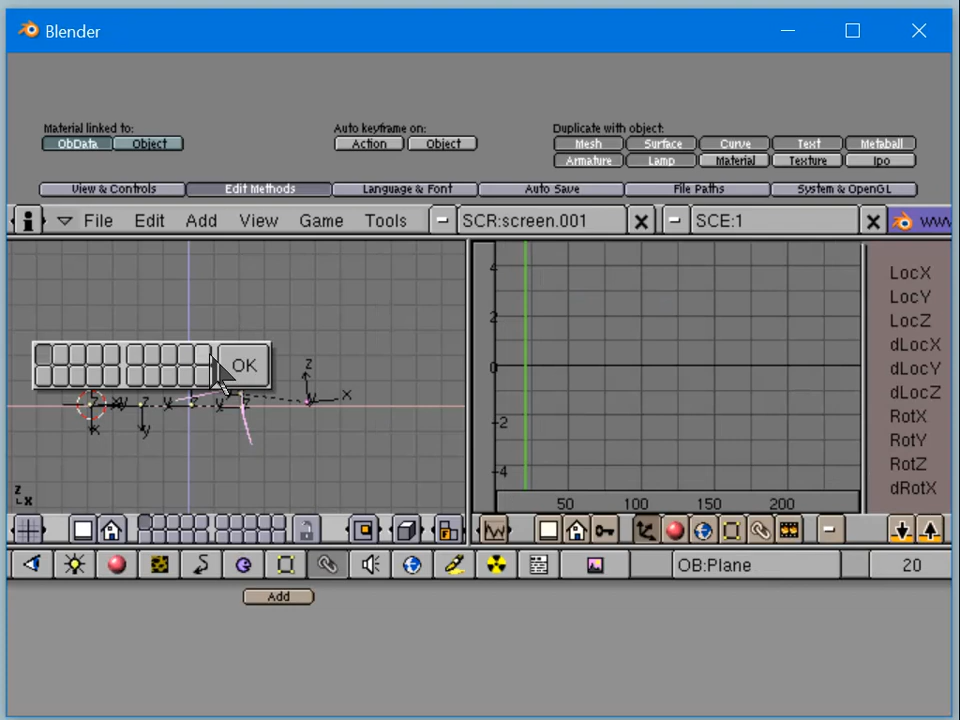 Blender
Material linked to:
ObData Object
Auto keyframe on:
Action Object
Duplicate with object:
Mesh Surface Curve Text Metaball
Armature Lamp Material Texture Ipo
View & Controls Edit Methods Language & Font Auto Save File Paths System & OpenGL
File Edit Add View Game Tools SCR:screen.001 SCE:1 www
OK
z
x
y
z
x
4
2
0
-2
-4
50 100 150 200
LocX
LocY
LocZ
dLocX
dLocY
dLocZ
RotX
RotY
RotZ
dRotX
OB:Plane 20
Add